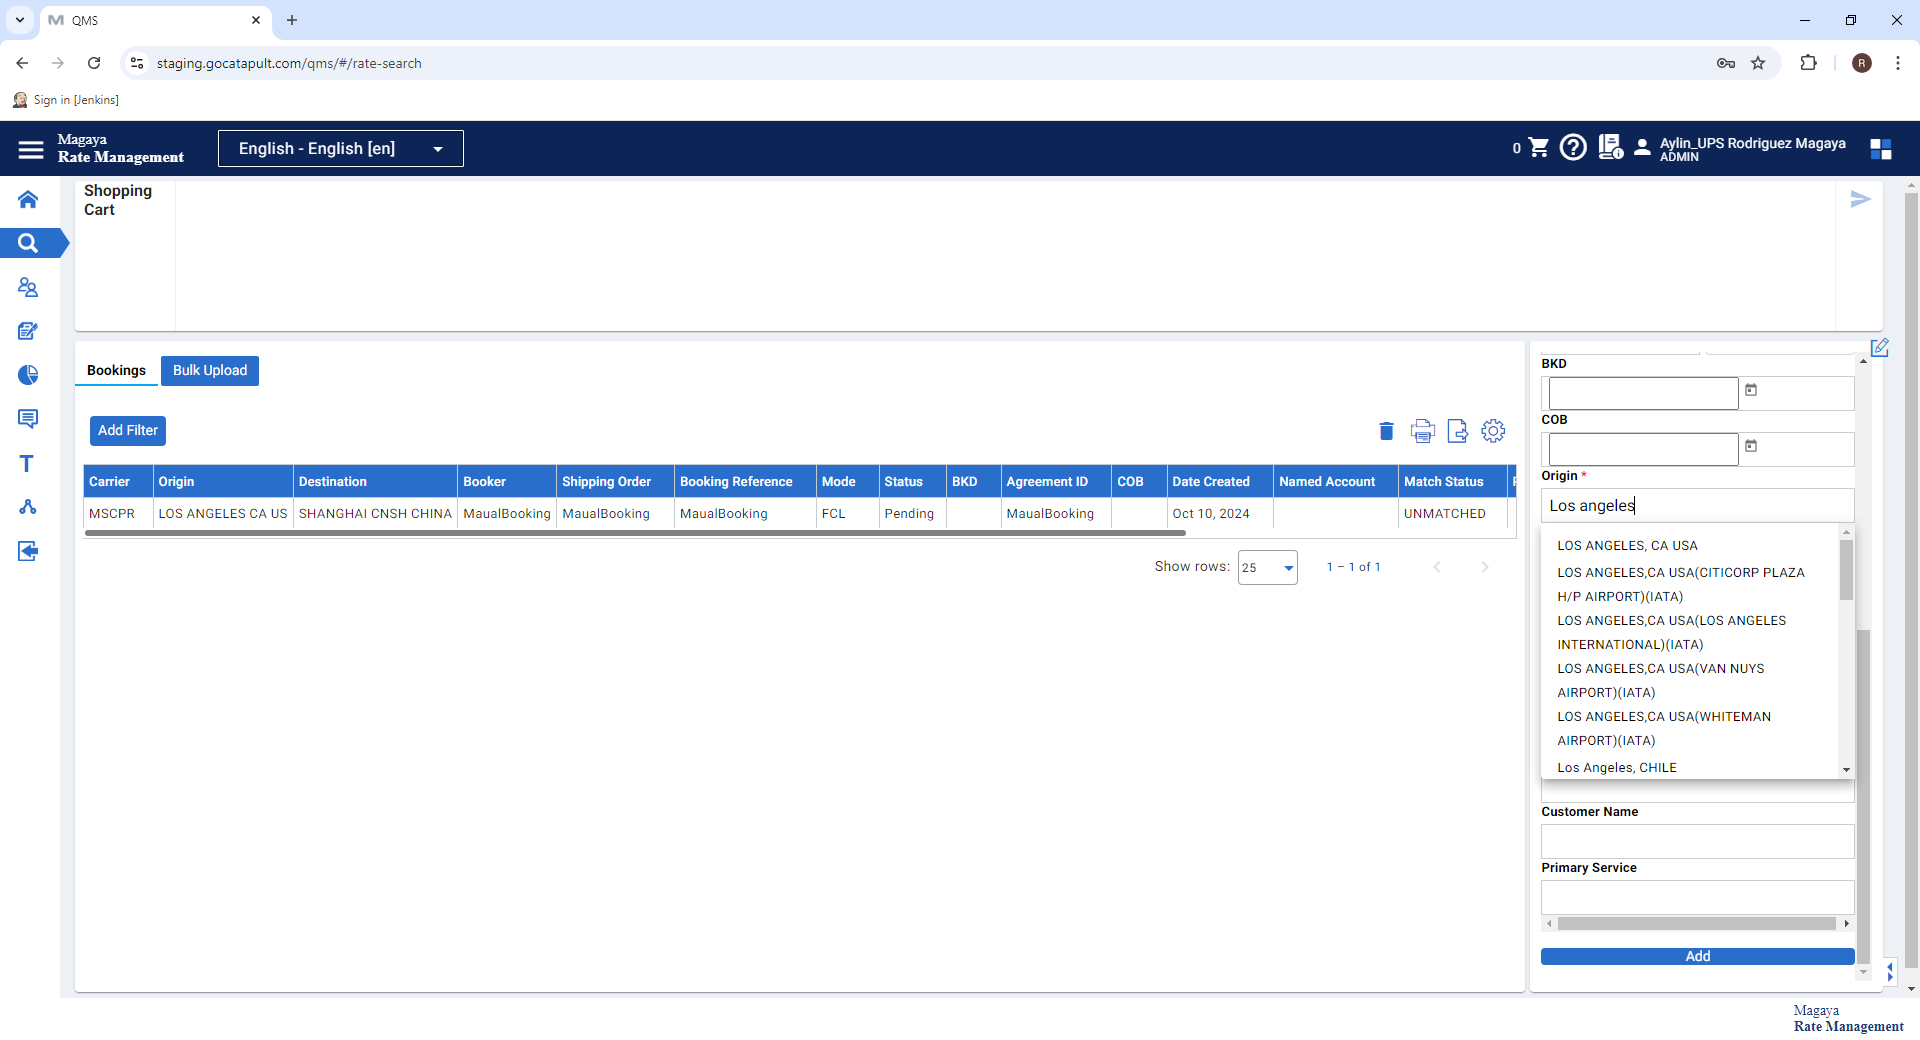 QMS
staging.gocatapult.com/qms/#/rate-search
R
Sign in [Jenkins]
Magaya
Rate Management
English - English [en]
0
Aylin_UPS Rodriguez Magaya
ADMIN
Shopping
Cart
Bookings
Bulk Upload
Add Filter
Carrier Origin Destination Booker Shipping Order Booking Reference Mode Status BKD Agreement ID COB Date Created Named Account Match Status
MSCPR LOS ANGELES CA US SHANGHAI CNSH CHINA MaualBooking MaualBooking MaualBooking FCL Pending MaualBooking Oct 10, 2024 UNMATCHED
Show rows: 25 1 – 1 of 1
BKD
COB
Origin *
Los angeles
LOS ANGELES, CA USA
LOS ANGELES,CA USA(CITICORP PLAZA
H/P AIRPORT)(IATA)
LOS ANGELES,CA USA(LOS ANGELES
INTERNATIONAL)(IATA)
LOS ANGELES,CA USA(VAN NUYS
AIRPORT)(IATA)
LOS ANGELES,CA USA(WHITEMAN
AIRPORT)(IATA)
Los Angeles, CHILE
Customer Name
Primary Service
Add
Magaya
Rate Management